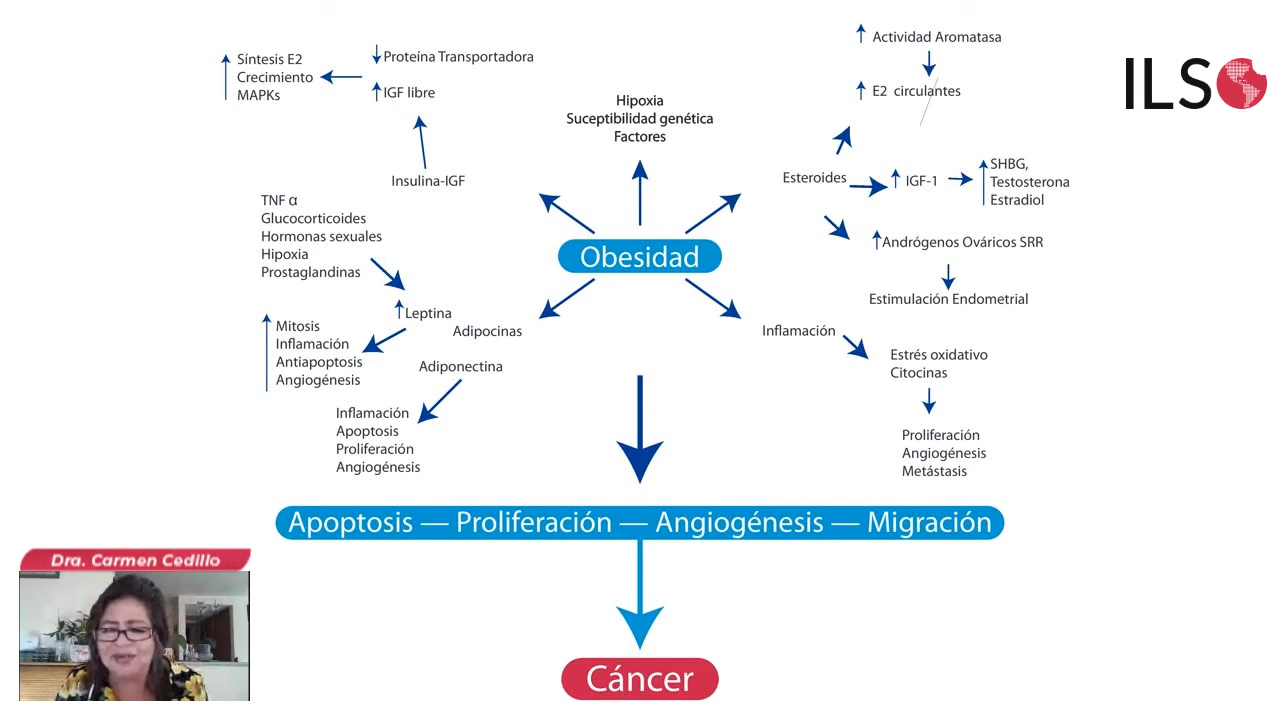 Actividad Aromatasa
E2 circulantes
ILSO
Síntesis E2
Crecimiento
MAPKs
Proteína Transportadora
IGF libre
Insulina-IGF
Hipoxia
Suceptibilidad genética
Factores
Esteroides
IGF-1
SHBG,
Testosterona
Estradiol
Andrógenos Ováricos SRR
Estimulación Endometrial
TNF α
Glucocorticoides
Hormonas sexuales
Hipoxia
Prostaglandinas
Obesidad
Leptina
Adipocinas
Mitosis
Inflamación
Antiapoptosis
Angiogénesis
Adiponectina
Inflamación
Apoptosis
Proliferación
Angiogénesis
Inflamación
Estrés oxidativo
Citocinas
Proliferación
Angiogénesis
Metástasis
Apoptosis — Proliferación — Angiogénesis — Migración
Cáncer
Dra. Carmen Cedillo